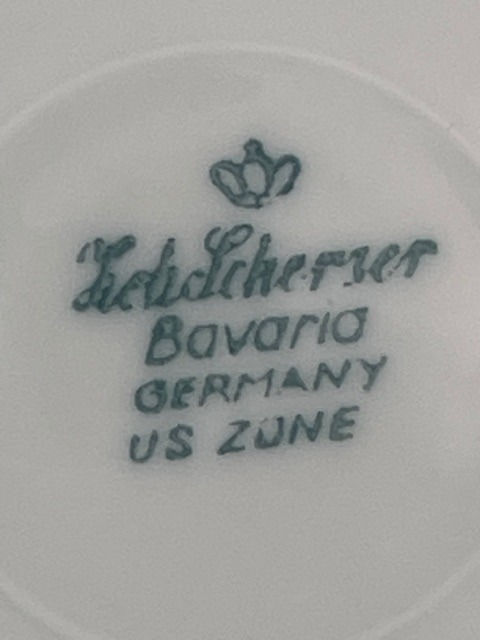 Zeh Scherzer
Bavaria
GERMANY
US ZONE